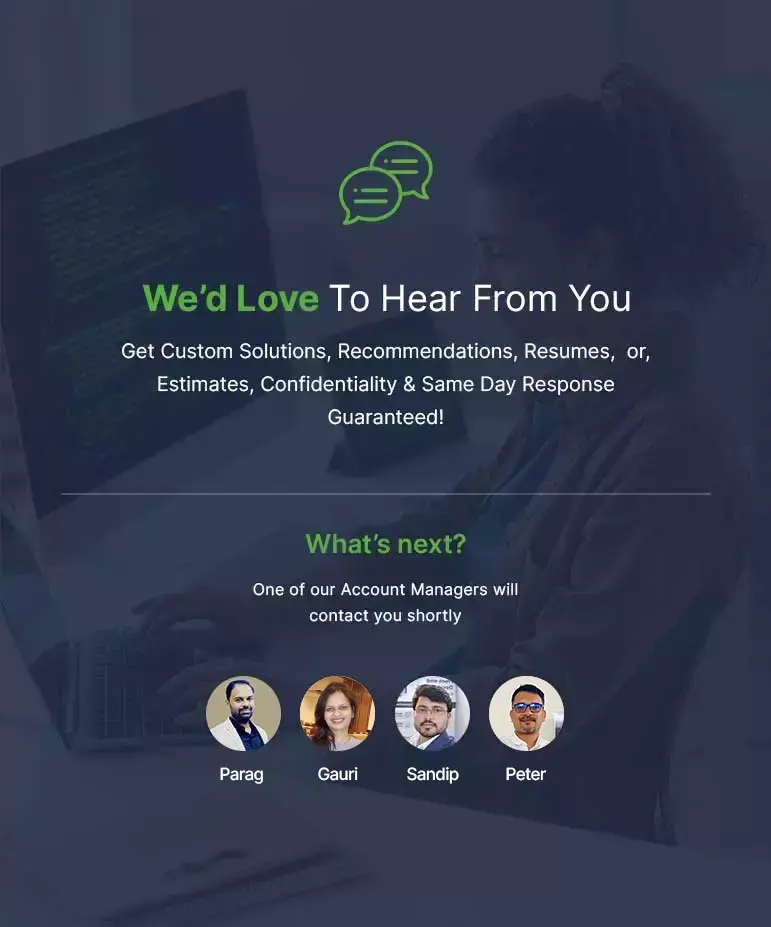 We'd Love To Hear From You
Get Custom Solutions, Recommendations, Resumes,  or,
Estimates, Confidentiality & Same Day Response
Guaranteed!
What's next?
One of our Account Managers will
contact you shortly
Parag Gauri Sandip Peter